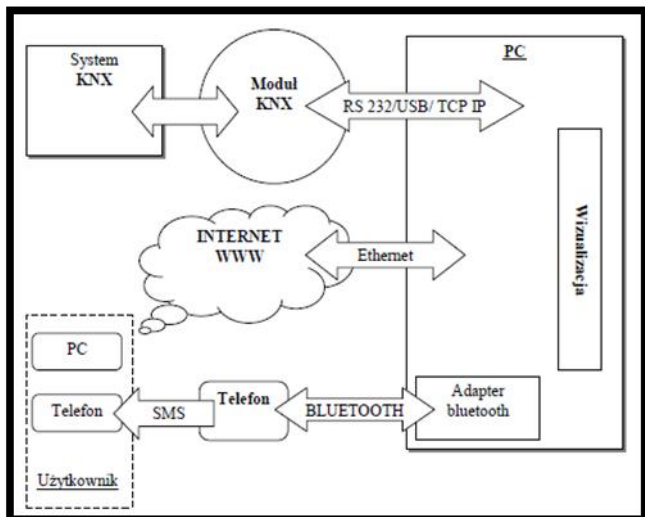 System
KNX
Moduł
KNX
RS 232/USB/ TCP IP
PC
Wizualizacja
INTERNET
WWW
Ethernet
PC
Telefon
SMS
Telefon
BLUETOOTH
Adapter
bluetooth
Użytkownik